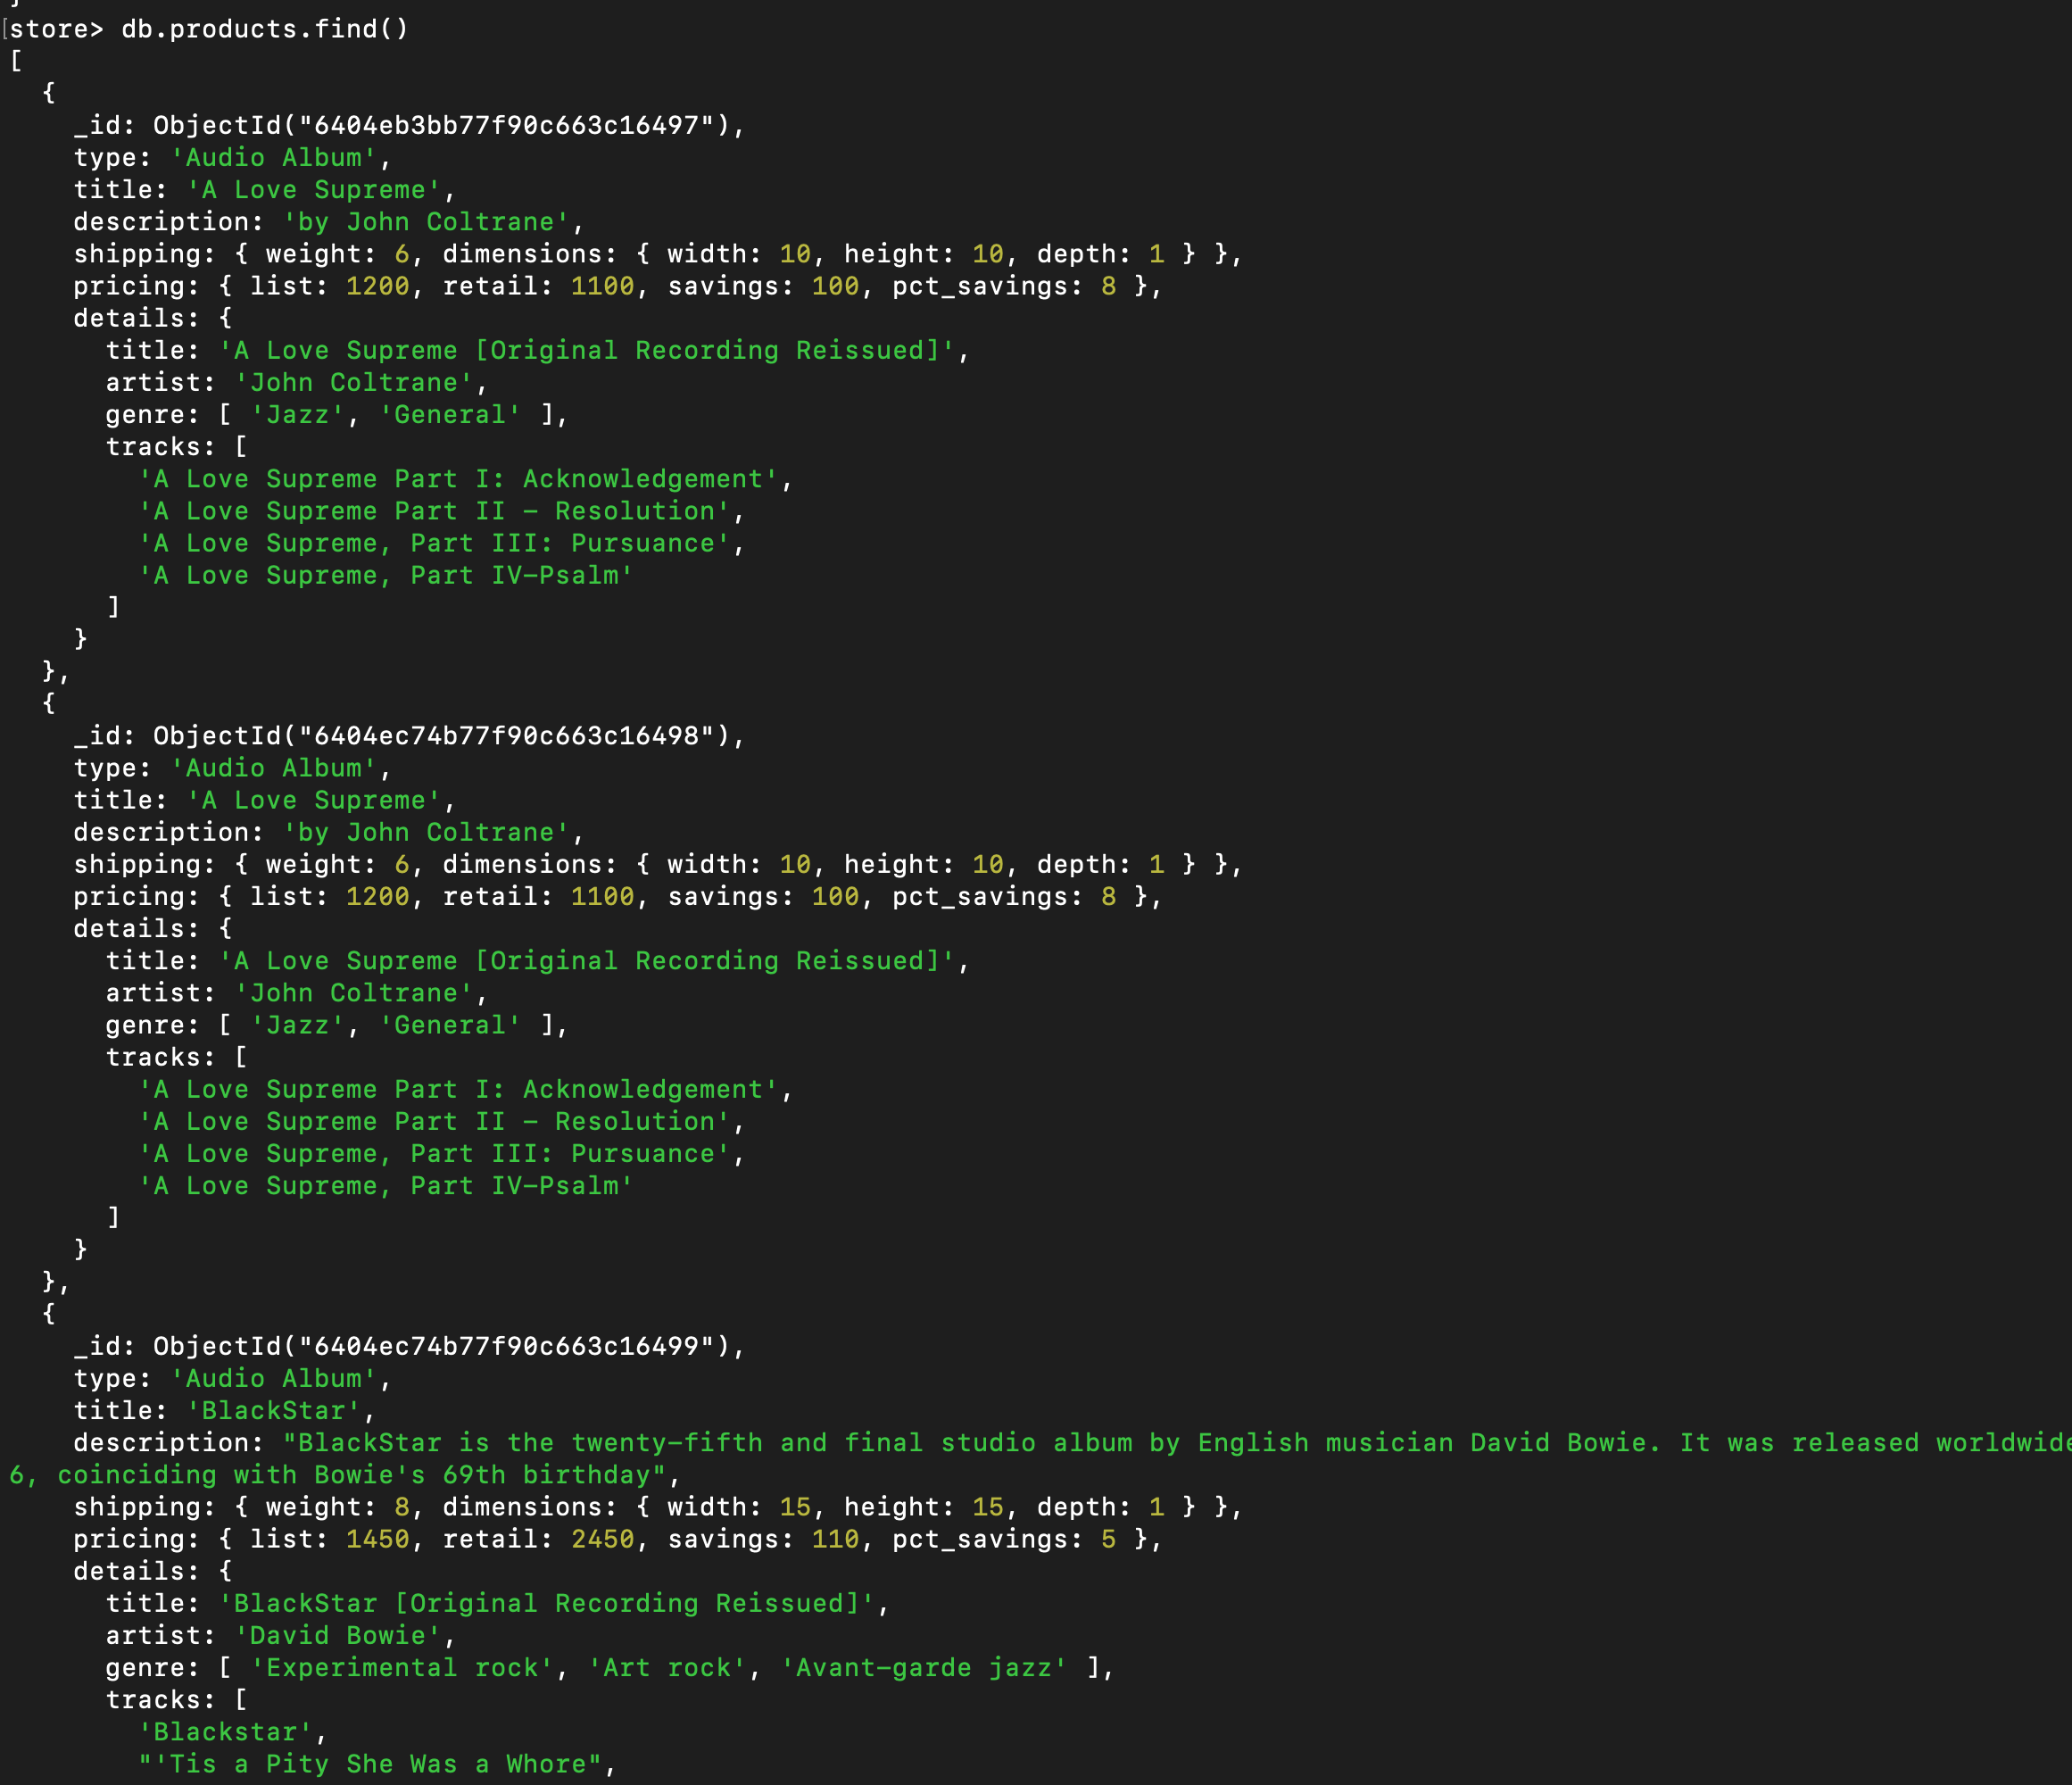 }
[store> db.products.find()
[
  {
    _id: ObjectId("6404eb3bb77f90c663c16497"),
    type: 'Audio Album',
    title: 'A Love Supreme',
    description: 'by John Coltrane',
    shipping: { weight: 6, dimensions: { width: 10, height: 10, depth: 1 } },
    pricing: { list: 1200, retail: 1100, savings: 100, pct_savings: 8 },
    details: {
      title: 'A Love Supreme [Original Recording Reissued]',
      artist: 'John Coltrane',
      genre: [ 'Jazz', 'General' ],
      tracks: [
        'A Love Supreme Part I: Acknowledgement',
        'A Love Supreme Part II - Resolution',
        'A Love Supreme, Part III: Pursuance',
        'A Love Supreme, Part IV-Psalm'
      ]
    }
  },
  {
    _id: ObjectId("6404ec74b77f90c663c16498"),
    type: 'Audio Album',
    title: 'A Love Supreme',
    description: 'by John Coltrane',
    shipping: { weight: 6, dimensions: { width: 10, height: 10, depth: 1 } },
    pricing: { list: 1200, retail: 1100, savings: 100, pct_savings: 8 },
    details: {
      title: 'A Love Supreme [Original Recording Reissued]',
      artist: 'John Coltrane',
      genre: [ 'Jazz', 'General' ],
      tracks: [
        'A Love Supreme Part I: Acknowledgement',
        'A Love Supreme Part II - Resolution',
        'A Love Supreme, Part III: Pursuance',
        'A Love Supreme, Part IV-Psalm'
      ]
    }
  },
  {
    _id: ObjectId("6404ec74b77f90c663c16499"),
    type: 'Audio Album',
    title: 'BlackStar',
    description: "BlackStar is the twenty-fifth and final studio album by English musician David Bowie. It was released worldwide
6, coinciding with Bowie's 69th birthday",
    shipping: { weight: 8, dimensions: { width: 15, height: 15, depth: 1 } },
    pricing: { list: 1450, retail: 2450, savings: 110, pct_savings: 5 },
    details: {
      title: 'BlackStar [Original Recording Reissued]',
      artist: 'David Bowie',
      genre: [ 'Experimental rock', 'Art rock', 'Avant-garde jazz' ],
      tracks: [
        'Blackstar',
        "'Tis a Pity She Was a Whore",